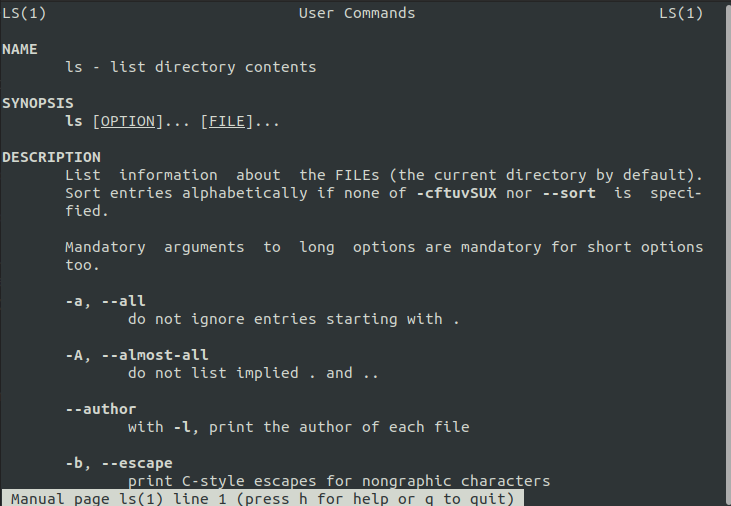 LS(1) User Commands LS(1)
NAME
ls - list directory contents
SYNOPSIS
ls [OPTION]... [FILE]...
DESCRIPTION
List information about the FILEs (the current directory by default).
Sort entries alphabetically if none of -cftuvSUX nor --sort is speci-
fied.
Mandatory arguments to long options are mandatory for short options
too.
-a, --all
do not ignore entries starting with .
-A, --almost-all
do not list implied . and ..
--author
with -l, print the author of each file
-b, --escape
print C-style escapes for nongraphic characters
Manual page ls(1) line 1 (press h for help or q to quit)